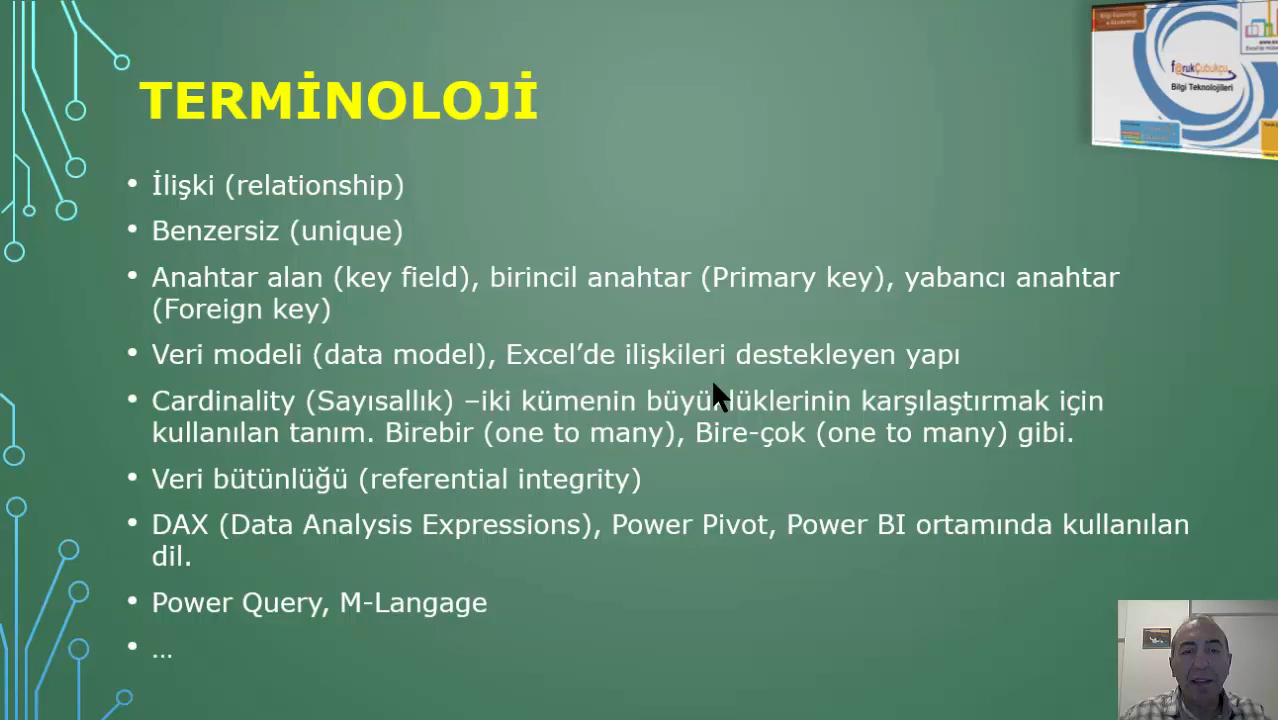 TERMİNOLOJİ
• İlişki (relationship)
• Benzersiz (unique)
• Anahtar alan (key field), birincil anahtar (Primary key), yabancı anahtar
(Foreign key)
• Veri modeli (data model), Excel’de ilişkileri destekleyen yapı
• Cardinality (Sayısallık) –iki kümenin büyüklüklerinin karşılaştırmak için
kullanılan tanım. Birebir (one to many), Bire-çok (one to many) gibi.
• Veri bütünlüğü (referential integrity)
• DAX (Data Analysis Expressions), Power Pivot, Power BI ortamında kullanılan
dil.
• Power Query, M-Langage
• ...
f@rukÇubukçu
Bilgi Teknolojileri